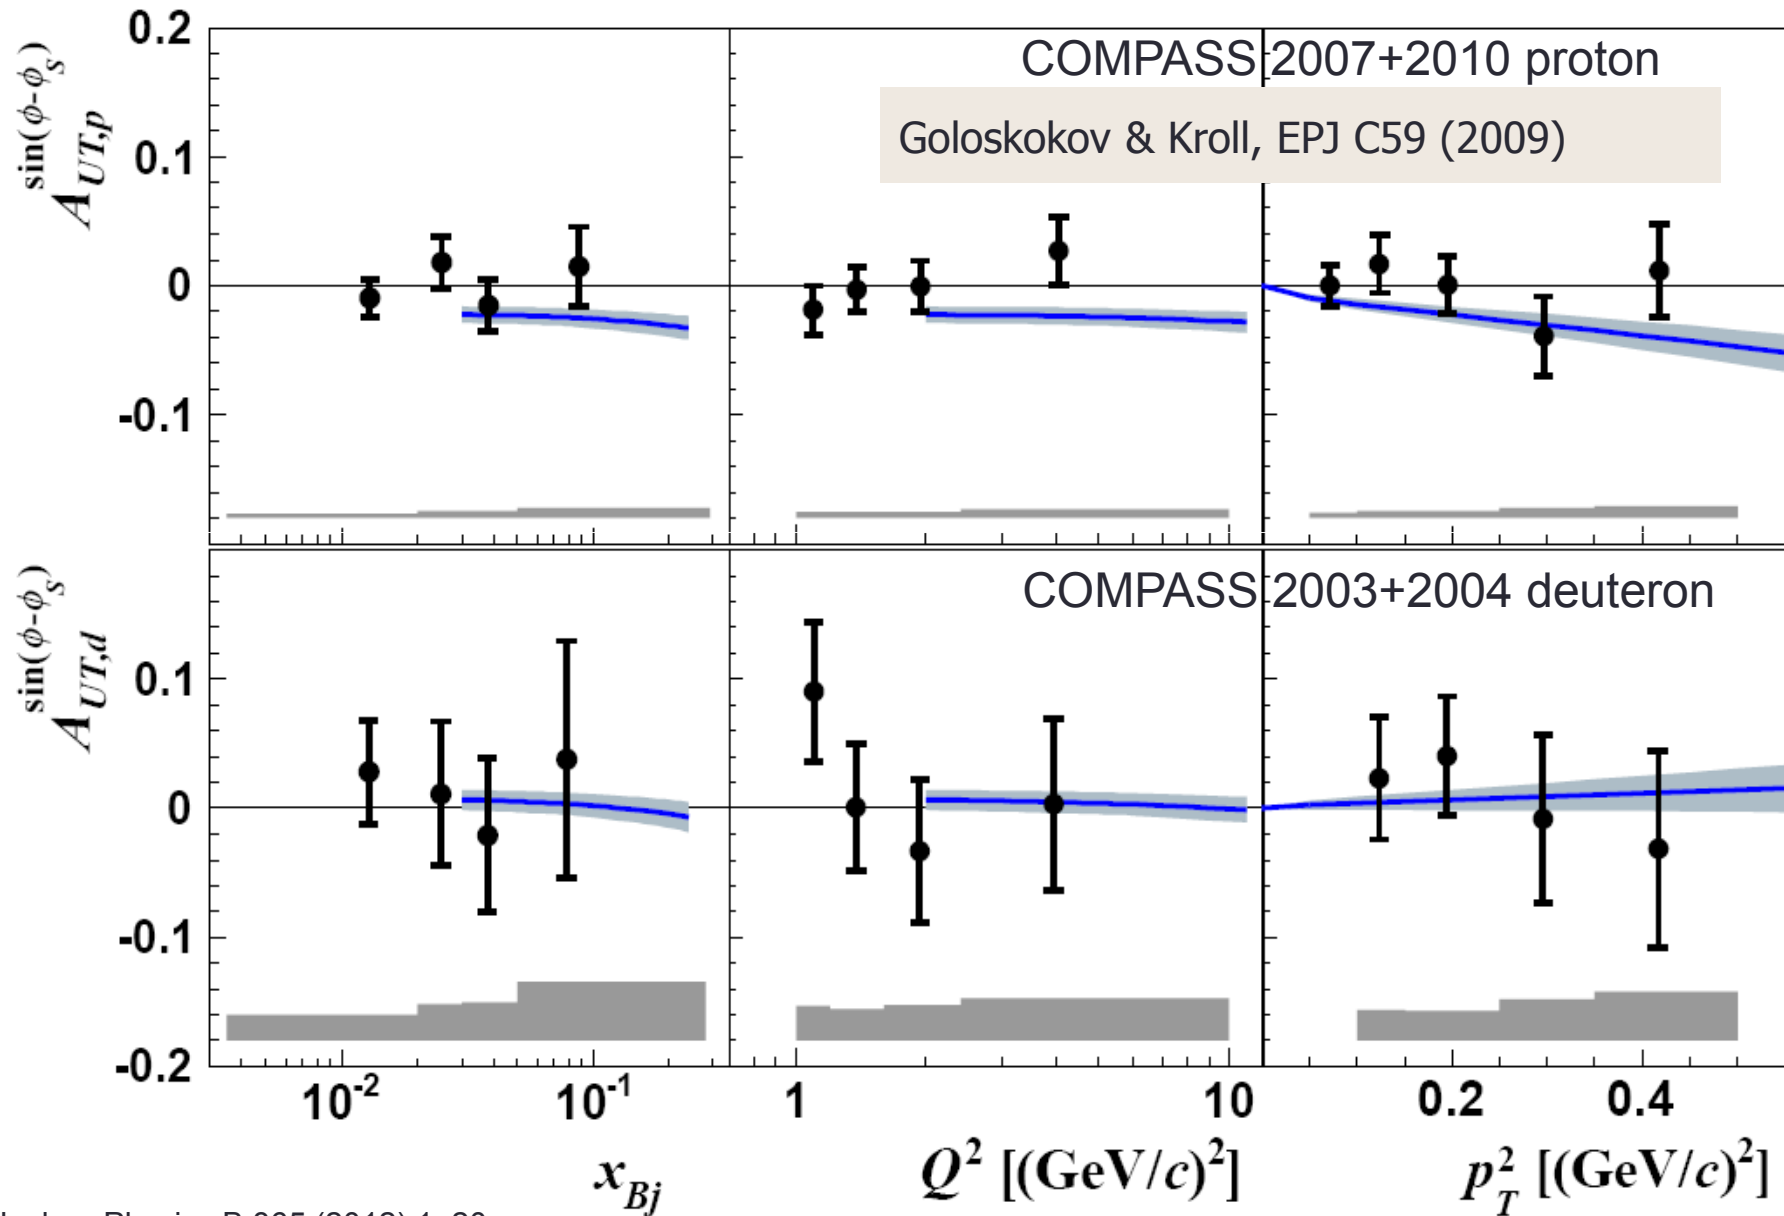 0.2
COMPASS 2007+2010 proton
Goloskokov & Kroll, EPJ C59 (2009)
A_{UT,p}^{sin(ϕ-ϕ_S)}
0.1
0
-0.1
COMPASS 2003+2004 deuteron
A_{UT,d}^{sin(ϕ-ϕ_S)}
0.1
0
-0.1
-0.2
10^{-2} 10^{-1} 1 10 0.2 0.4
x_{Bj} Q^2 [(GeV/c)^2] p_T^2 [(GeV/c)^2]